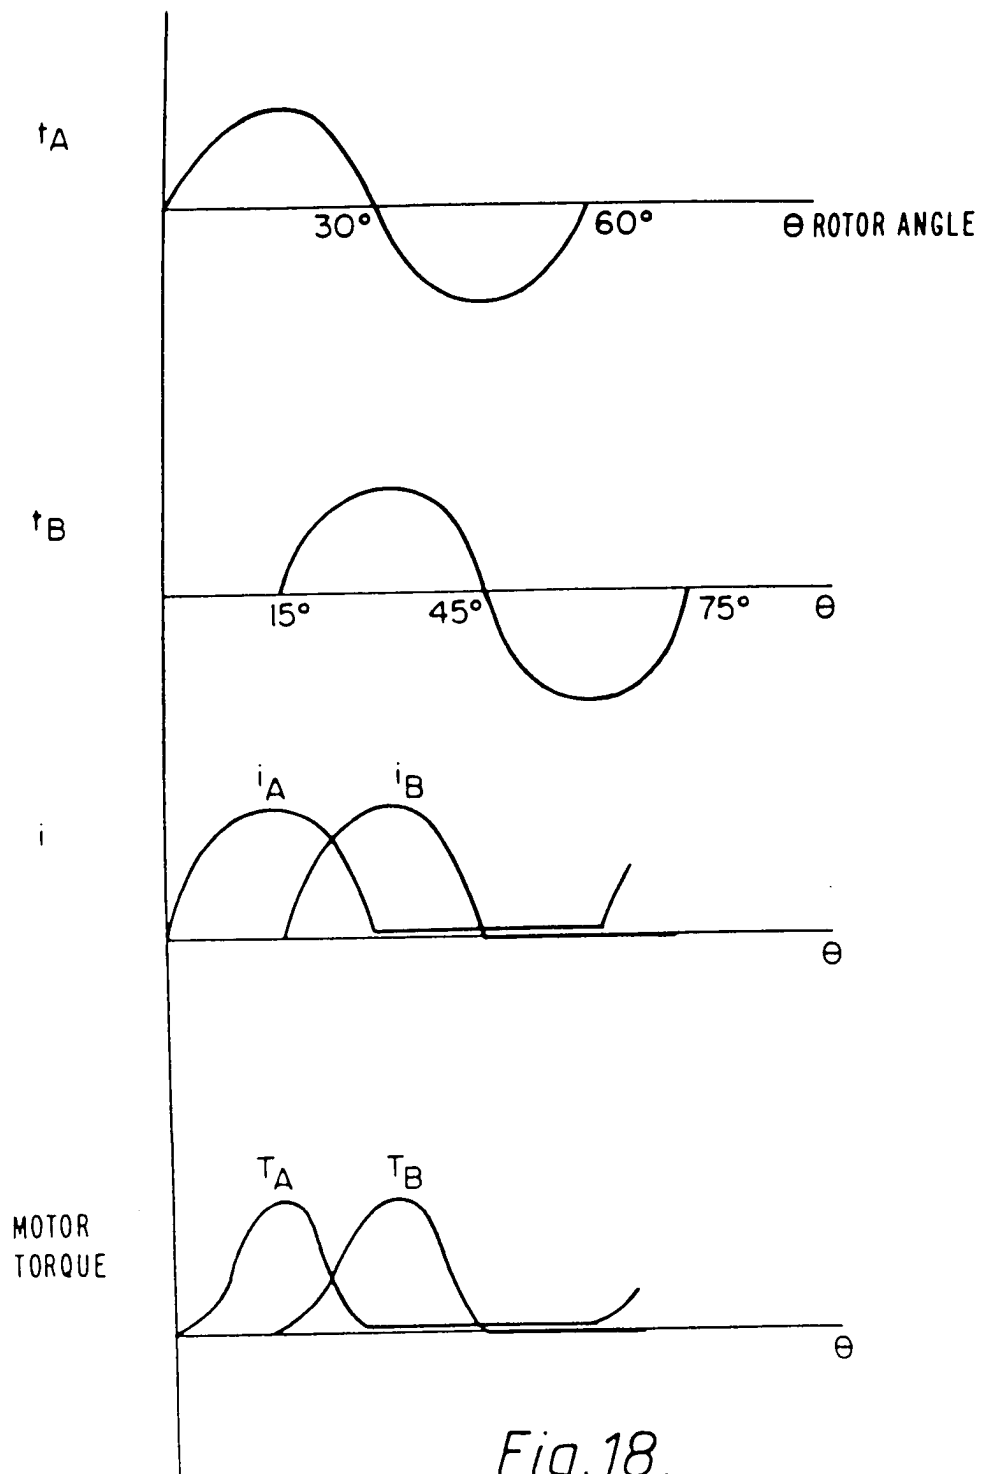 tA
30° 60° θ ROTOR ANGLE
tB
15° 45° 75° θ
iA iB
i
θ
TA TB
MOTOR
TORQUE
θ
Fig. 18.